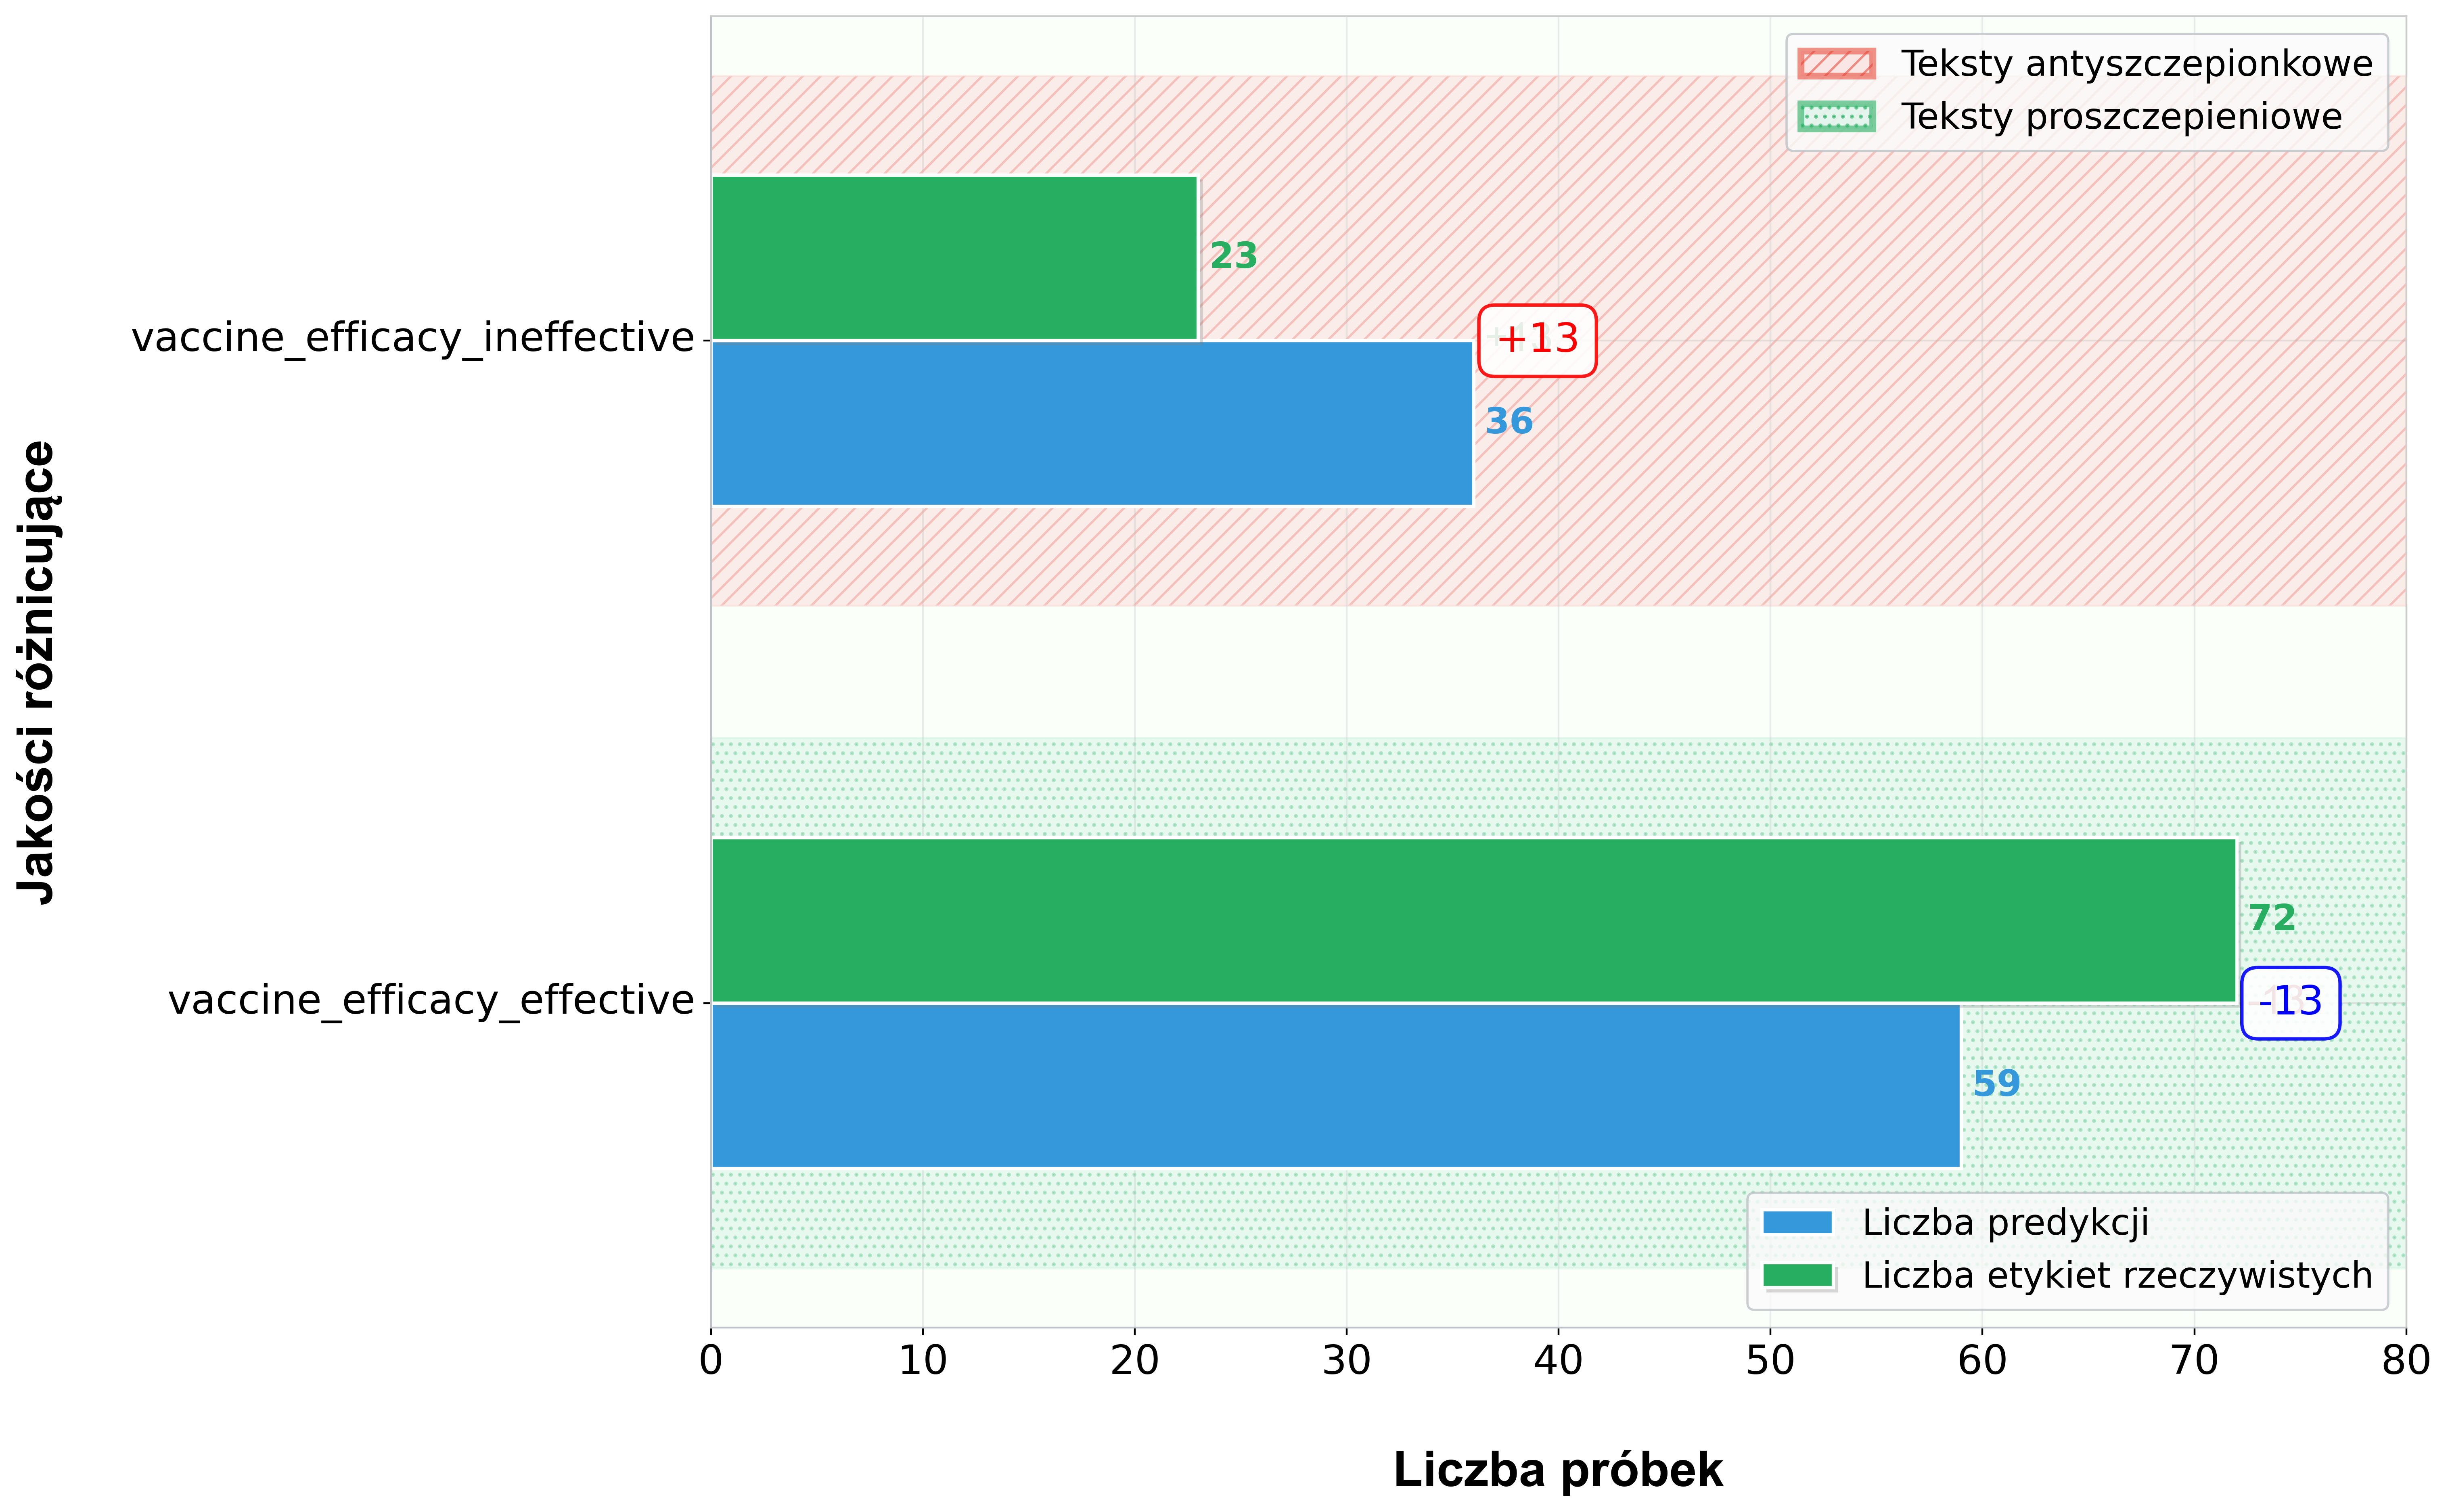 Teksty antyszczepionkowe
Teksty proszczepieniowe
23
vaccine_efficacy_ineffective
+13
36
Jakości różnicujące
72
vaccine_efficacy_effective
-13
59
Liczba predykcji
Liczba etykiet rzeczywistych
0 10 20 30 40 50 60 70 80
Liczba próbek